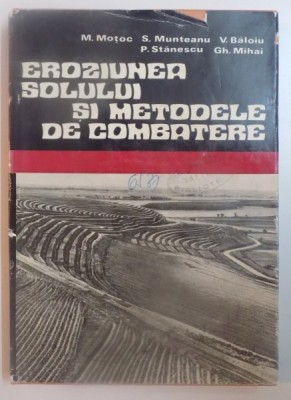 M. Moțoc S. Munteanu V. Băloiu
P. Stănescu Gh. Mihai
EROZIUNEA
SOLULUI
ȘI METODELE
DE COMBATERE